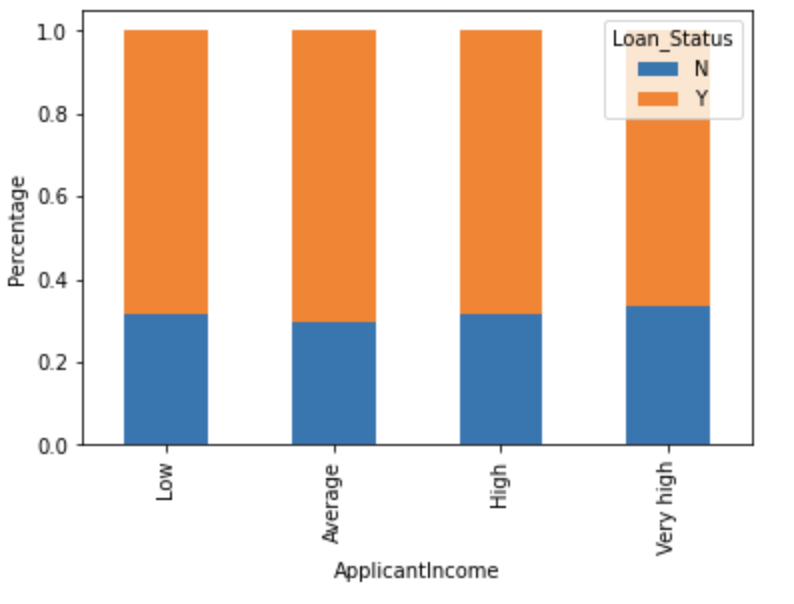 Loan_Status
N
Y
1.0
0.8
0.6
0.4
0.2
0.0
Percentage
Low
Average
High
Very high
ApplicantIncome